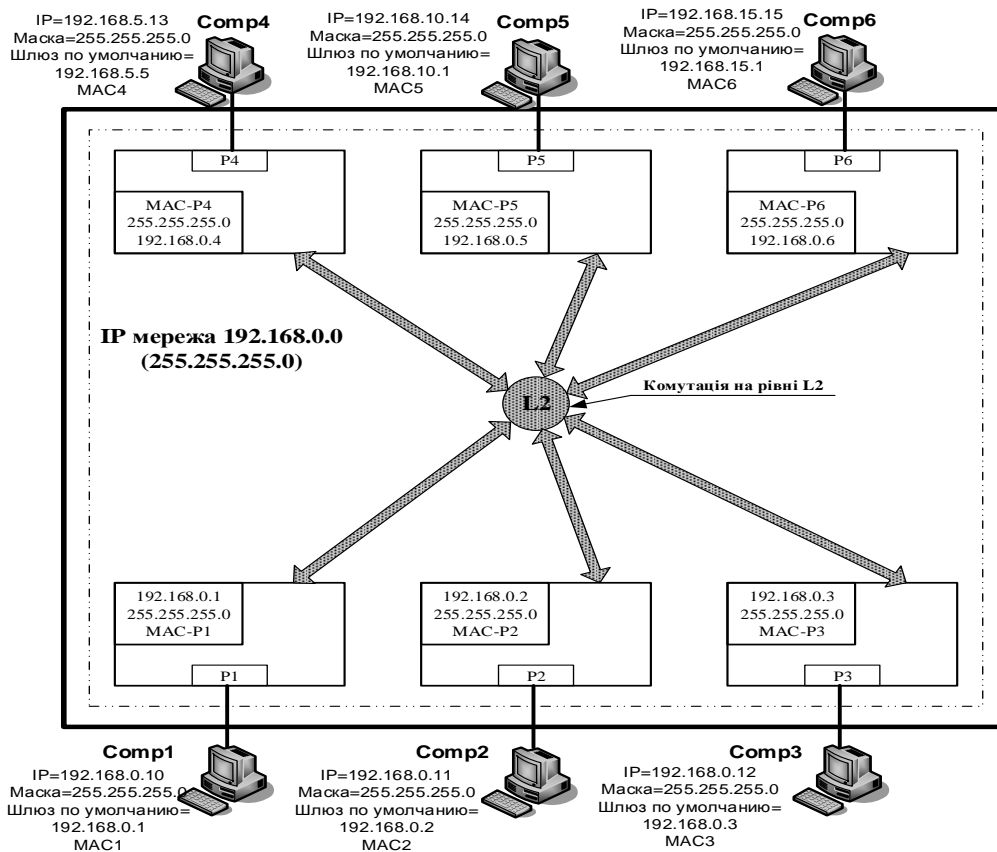 IP=192.168.5.13
Маска=255.255.255.0
Шлюз по умолчанию=
192.168.5.5
MAC4
Comp4
IP=192.168.10.14
Маска=255.255.255.0
Шлюз по умолчанию=
192.168.10.1
MAC5
Comp5
IP=192.168.15.15
Маска=255.255.255.0
Шлюз по умолчанию=
192.168.15.1
MAC6
Comp6
P4
MAC-P4
255.255.255.0
192.168.0.4
P5
MAC-P5
255.255.255.0
192.168.0.5
P6
MAC-P6
255.255.255.0
192.168.0.6
IP мережа 192.168.0.0
(255.255.255.0)
L2
Комутація на рівні L2
192.168.0.1
255.255.255.0
MAC-P1
P1
192.168.0.2
255.255.255.0
MAC-P2
P2
192.168.0.3
255.255.255.0
MAC-P3
P3
Comp1
IP=192.168.0.10
Маска=255.255.255.0
Шлюз по умолчанию=
192.168.0.1
MAC1
Comp2
IP=192.168.0.11
Маска=255.255.255.0
Шлюз по умолчанию=
192.168.0.2
MAC2
Comp3
IP=192.168.0.12
Маска=255.255.255.0
Шлюз по умолчанию=
192.168.0.3
MAC3